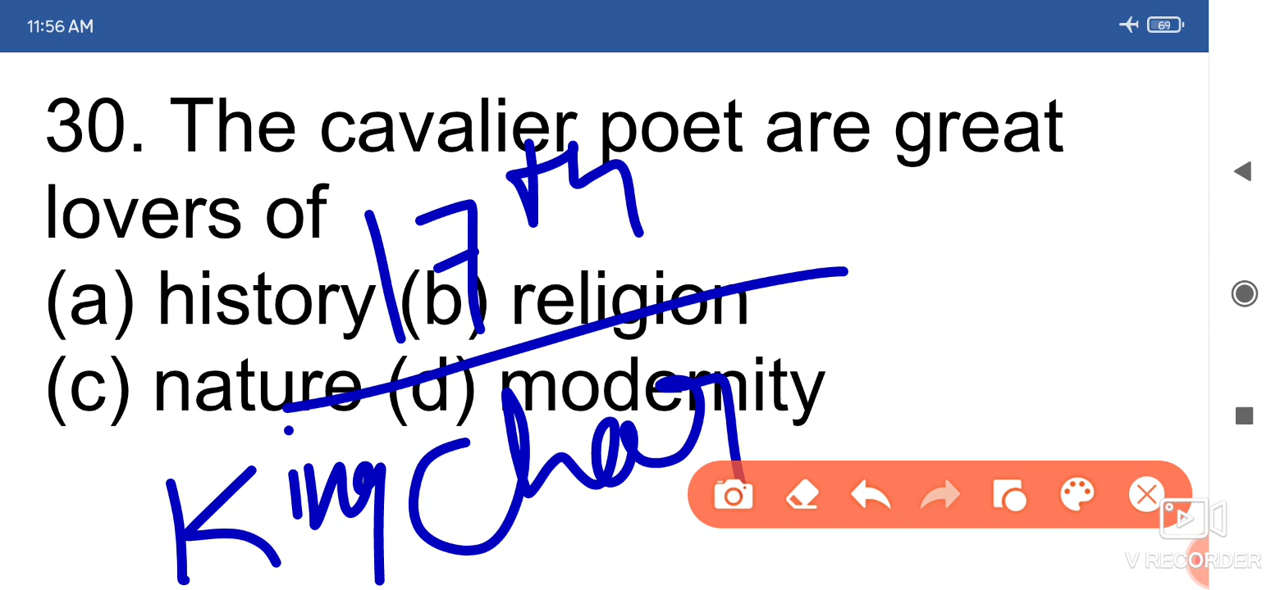 11:56 AM
69
30. The cavalier poet are great
lovers of
17th
(a) history (b) religion
(c) nature (d) modernity
King Char
V RECORDER